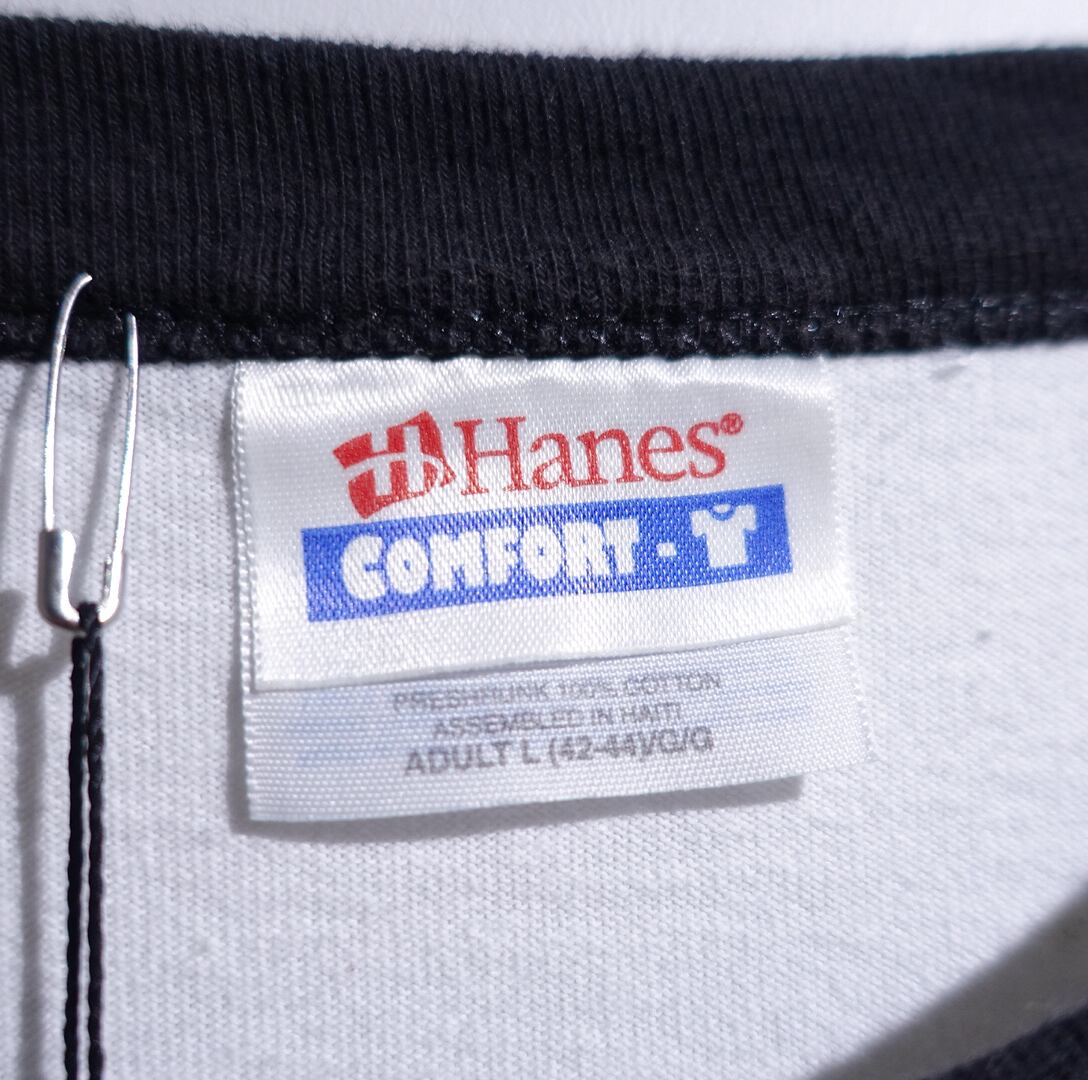 H Hanes®
COMFORT-
PRESHRUNK 100% COTTON
ASSEMBLED IN HAITI
ADULT L (42-44)/G/G